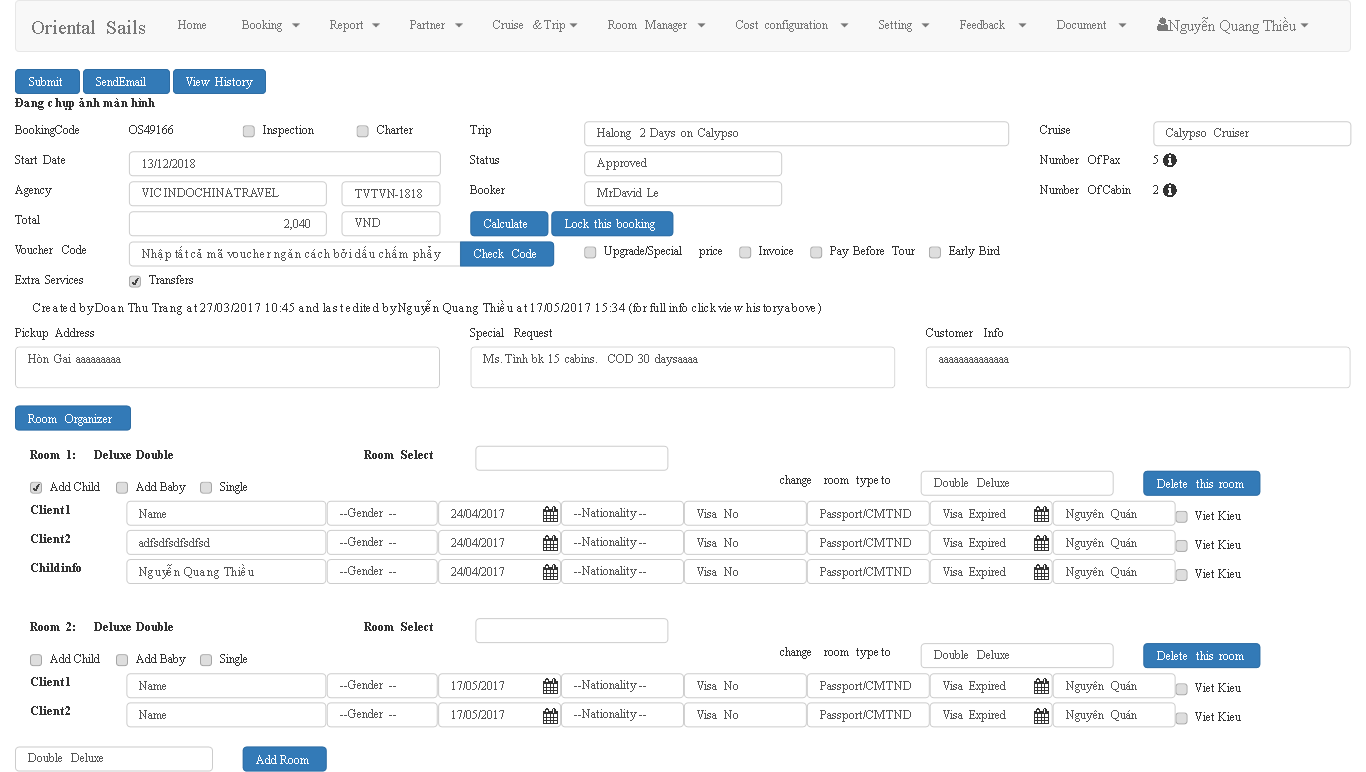 Oriental Sails Home Booking Report Partner Cruise & Trip Room Manager Cost configuration Setting Feedback Document Nguyễn Quang Thiều
Submit SendEmail View History
Đang chụp ảnh màn hình
BookingCode OS49166 Inspection Charter Trip Halong 2 Days on Calypso Cruise Calypso Cruiser
Start Date 13/12/2018 Status Approved Number Of Pax 5
Agency VIC INDOCHINA TRAVEL TVTVN-1818 Booker Mr David Le Number Of Cabin 2
Total 2,040 VND Calculate Lock this booking
Voucher Code Nhập tất cả mã voucher ngăn cách bởi dấu chấm phẩy Check Code Upgrade/Special price Invoice Pay Before Tour Early Bird
Extra Services Transfers
Created by Doan Thu Trang at 27/03/2017 10:45 and last edited by Nguyễn Quang Thiều at 17/05/2017 15:34 (for full info click view history above)
Pickup Address Special Request Customer Info
Hòn Gai aaaaaaaaa Ms. Tinh bk 15 cabins. COD 30 daysaaaa aaaaaaaaaaaaaa
Room Organizer
Room 1: Deluxe Double Room Select
Add Child Add Baby Single change room type to Double Deluxe Delete this room
Client1 Name --Gender -- 24/04/2017 --Nationality-- Visa No Passport/CMTND Visa Expired Nguyên Quán Viet Kieu
Client2 adfsdfsdfsdfsd --Gender -- 24/04/2017 --Nationality-- Visa No Passport/CMTND Visa Expired Nguyên Quán Viet Kieu
Child info Nguyễn Quang Thiều --Gender -- 24/04/2017 --Nationality-- Visa No Passport/CMTND Visa Expired Nguyên Quán Viet Kieu
Room 2: Deluxe Double Room Select
Add Child Add Baby Single change room type to Double Deluxe Delete this room
Client1 Name --Gender -- 17/05/2017 --Nationality-- Visa No Passport/CMTND Visa Expired Nguyên Quán Viet Kieu
Client2 Name --Gender -- 17/05/2017 --Nationality-- Visa No Passport/CMTND Visa Expired Nguyên Quán Viet Kieu
Double Deluxe Add Room